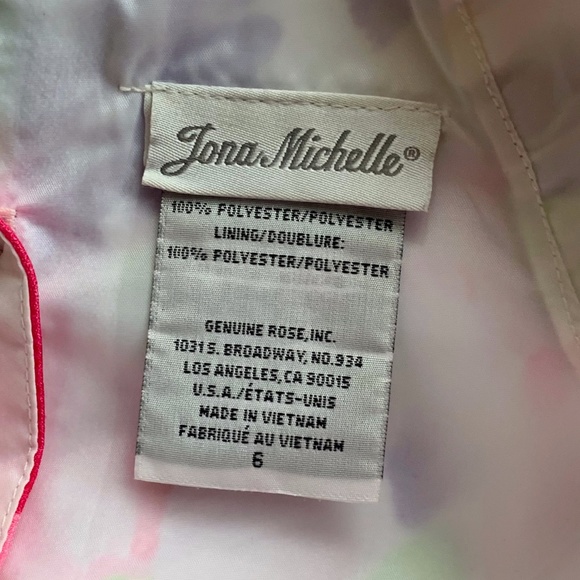 Jona Michelle®
100% POLYESTER/POLYESTER
LINING/DOUBLURE:
100% POLYESTER/POLYESTER
GENUINE ROSE,INC.
1031 S. BROADWAY, NO.934
LOS ANGELES,CA 90015
U.S.A./ÉTATS-UNIS
MADE IN VIETNAM
FABRIQUÉ AU VIETNAM
6